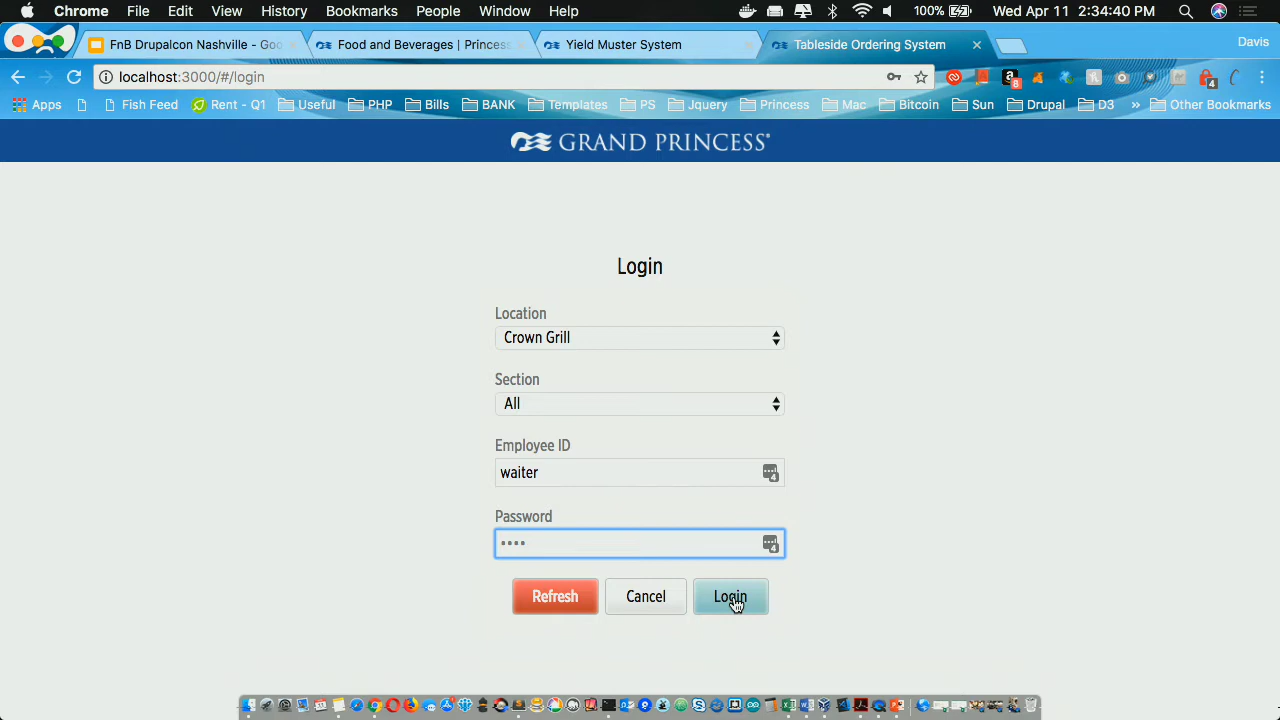 Chrome File Edit View History Bookmarks People Window Help 100% Wed Apr 11 2:34:40 PM
FnB Drupalcon Nashville - Goo Food and Beverages | Princess Yield Muster System Tableside Ordering System Davis
localhost:3000/#/login
Apps Fish Feed Rent - Q1 Useful PHP Bills BANK Templates PS Jquery Princess Mac Bitcoin Sun Drupal D3 » Other Bookmarks
GRAND PRINCESS®
Login
Location
Crown Grill
Section
All
Employee ID
waiter
Password
••••
Refresh Cancel Login